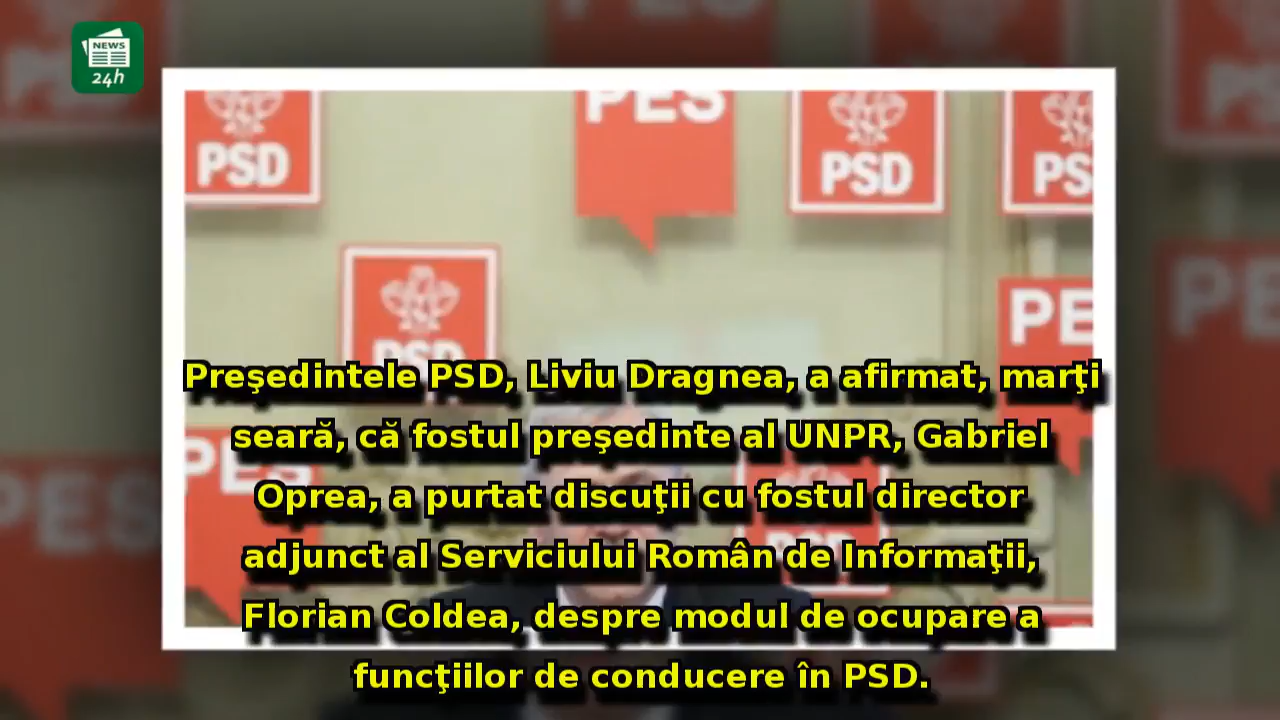 NEWS
24h
PSD
PES
PSD
PS
PSD
PE
PES
PSD
Preşedintele PSD, Liviu Dragnea, a afirmat, marţi
seară, că fostul preşedinte al UNPR, Gabriel
Oprea, a purtat discuţii cu fostul director
adjunct al Serviciului Român de Informaţii,
Florian Coldea, despre modul de ocupare a
funcţiilor de conducere în PSD.